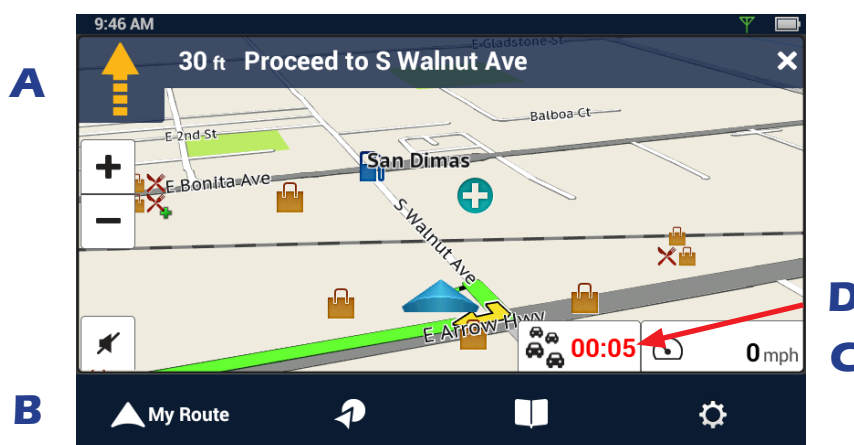 9:46 AM
E Gladstone St
A
30 ft Proceed to S Walnut Ave
Balboa Ct
E 2nd St
San Dimas
E Bonita Ave
S Walnut Ave
D
E Arrow Hwy
00:05
0 mph
C
B
My Route